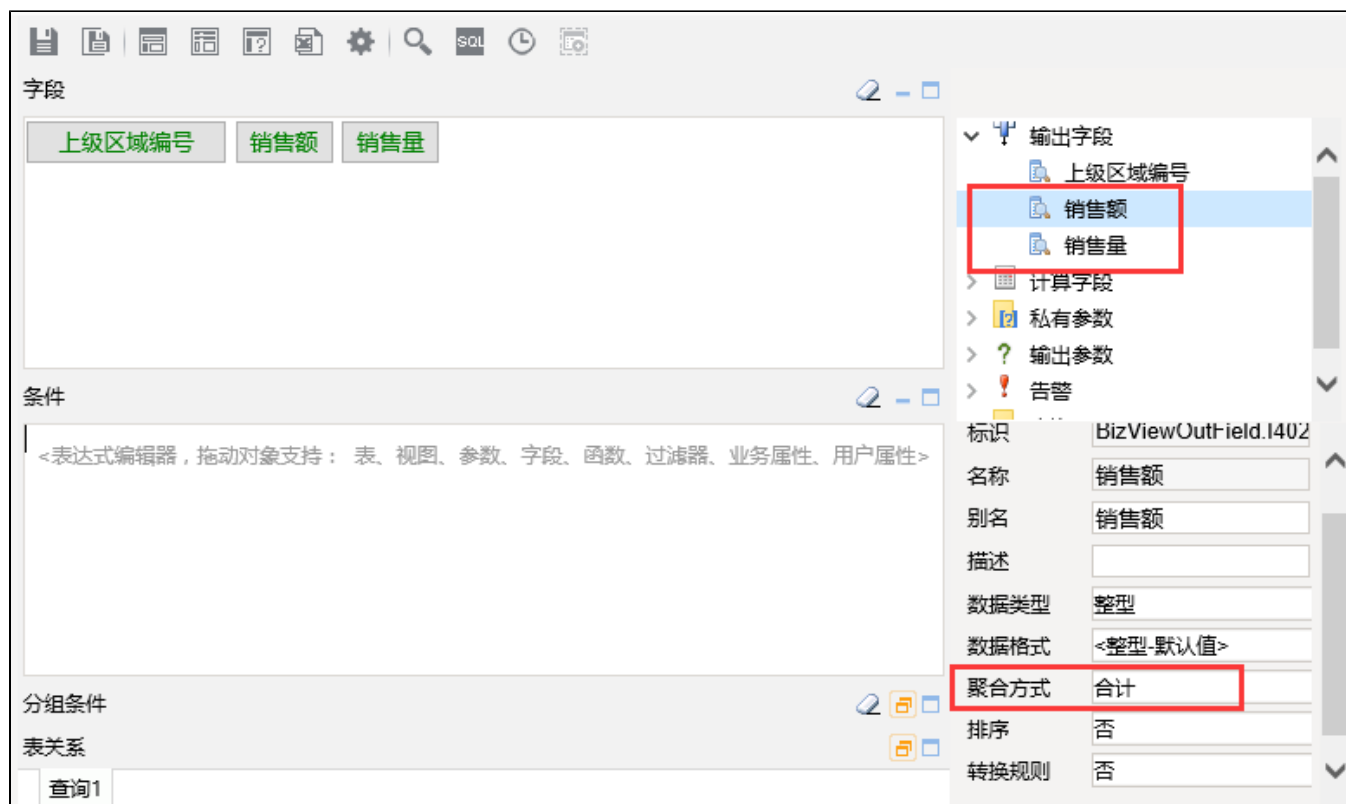 SQL
字段
上级区域编号 销售额 销售量
条件
<表达式编辑器，拖动对象支持： 表、视图、参数、字段、函数、过滤器、业务属性、用户属性>
分组条件
表关系
查询1
输出字段
上级区域编号
销售额
销售量
计算字段
私有参数
输出参数
告警
标识 BizViewOutField.I402
名称 销售额
别名 销售额
描述
数据类型 整型
数据格式 <整型-默认值>
聚合方式 合计
排序 否
转换规则 否